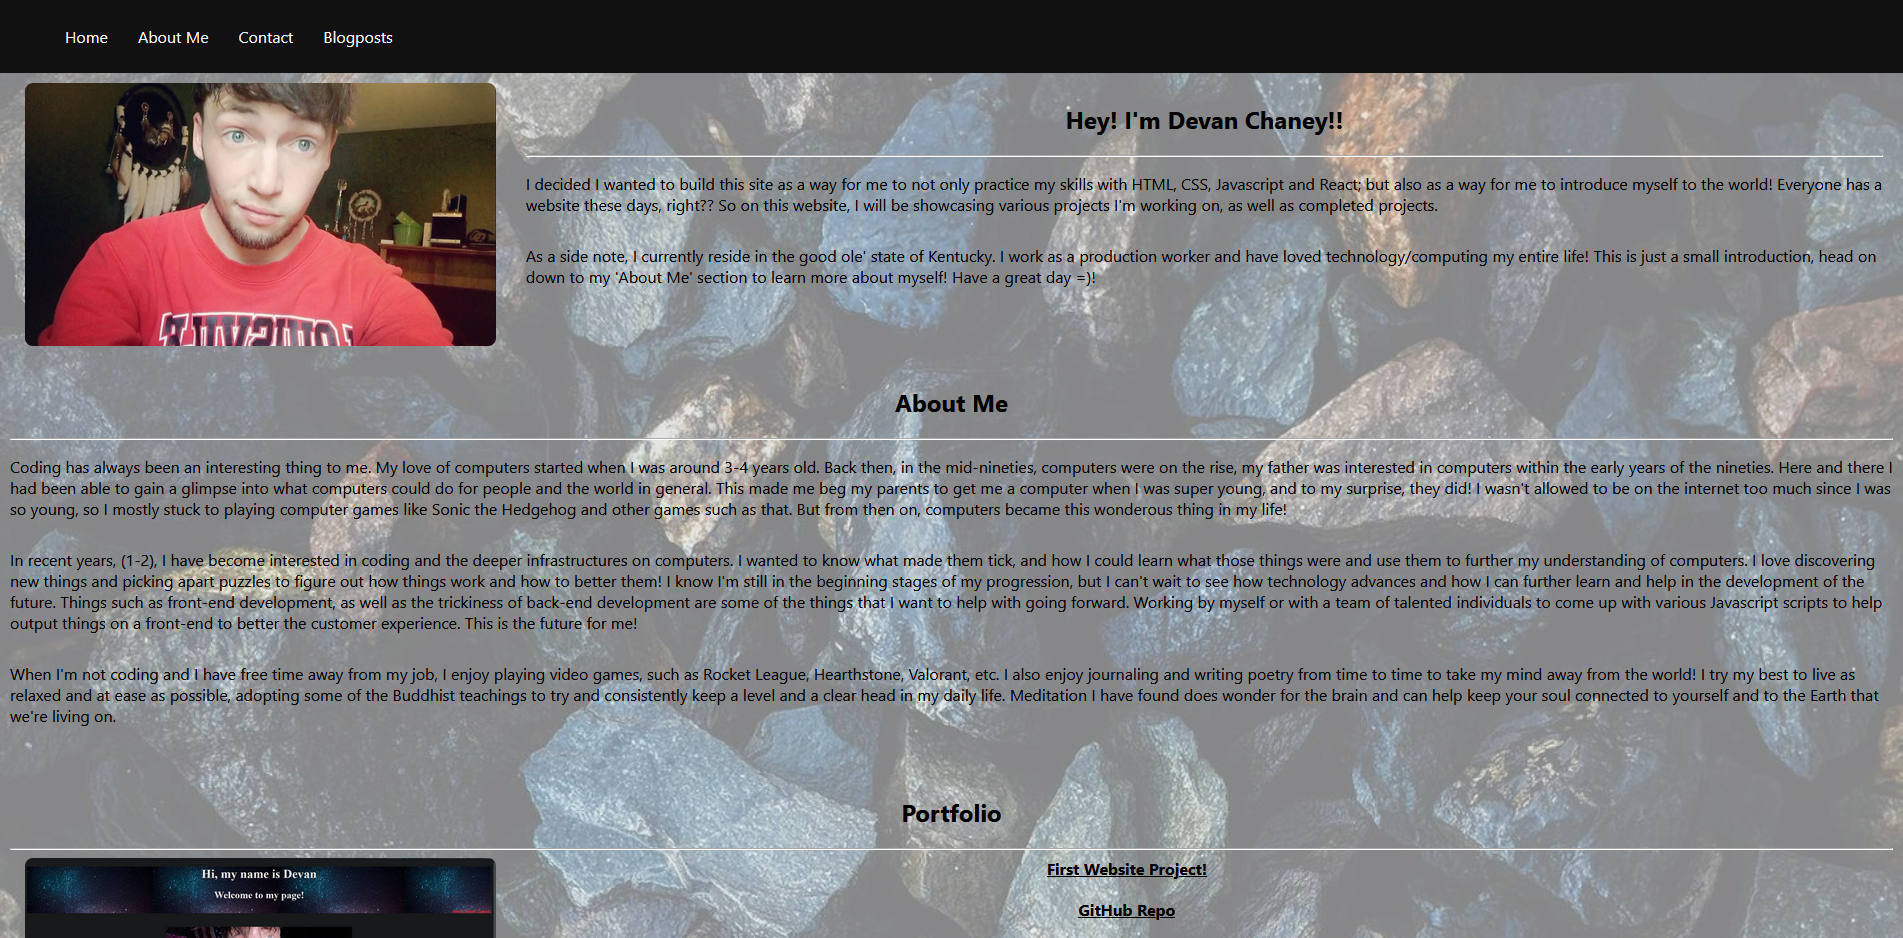 Home
About Me
Contact
Blogposts
Hey! I'm Devan Chaney!!
I decided I wanted to build this site as a way for me to not only practice my skills with HTML, CSS, Javascript and React; but also as a way for me to introduce myself to the world! Everyone has a
website these days, right?? So on this website, I will be showcasing various projects I'm working on, as well as completed projects.
As a side note, I currently reside in the good ole' state of Kentucky. I work as a production worker and have loved technology/computing my entire life! This is just a small introduction, head on
down to my 'About Me' section to learn more about myself! Have a great day =)!
About Me
Coding has always been an interesting thing to me. My love of computers started when I was around 3-4 years old. Back then, in the mid-nineties, computers were on the rise, my father was interested in computers within the early years of the nineties. Here and there I
had been able to gain a glimpse into what computers could do for people and the world in general. This made me beg my parents to get me a computer when I was super young, and to my surprise, they did! I wasn't allowed to be on the internet too much since I was
so young, so I mostly stuck to playing computer games like Sonic the Hedgehog and other games such as that. But from then on, computers became this wonderous thing in my life!
In recent years, (1-2), I have become interested in coding and the deeper infrastructures on computers. I wanted to know what made them tick, and how I could learn what those things were and use them to further my understanding of computers. I love discovering
new things and picking apart puzzles to figure out how things work and how to better them! I know I'm still in the beginning stages of my progression, but I can't wait to see how technology advances and how I can further learn and help in the development of the
future. Things such as front-end development, as well as the trickiness of back-end development are some of the things that I want to help with going forward. Working by myself or with a team of talented individuals to come up with various Javascript scripts to help
output things on a front-end to better the customer experience. This is the future for me!
When I'm not coding and I have free time away from my job, I enjoy playing video games, such as Rocket League, Hearthstone, Valorant, etc. I also enjoy journaling and writing poetry from time to time to take my mind away from the world! I try my best to live as
relaxed and at ease as possible, adopting some of the Buddhist teachings to try and consistently keep a level and a clear head in my daily life. Meditation I have found does wonder for the brain and can help keep your soul connected to yourself and to the Earth that
we're living on.
Portfolio
Hi, my name is Devan
Welcome to my page!
First Website Project!
GitHub Repo